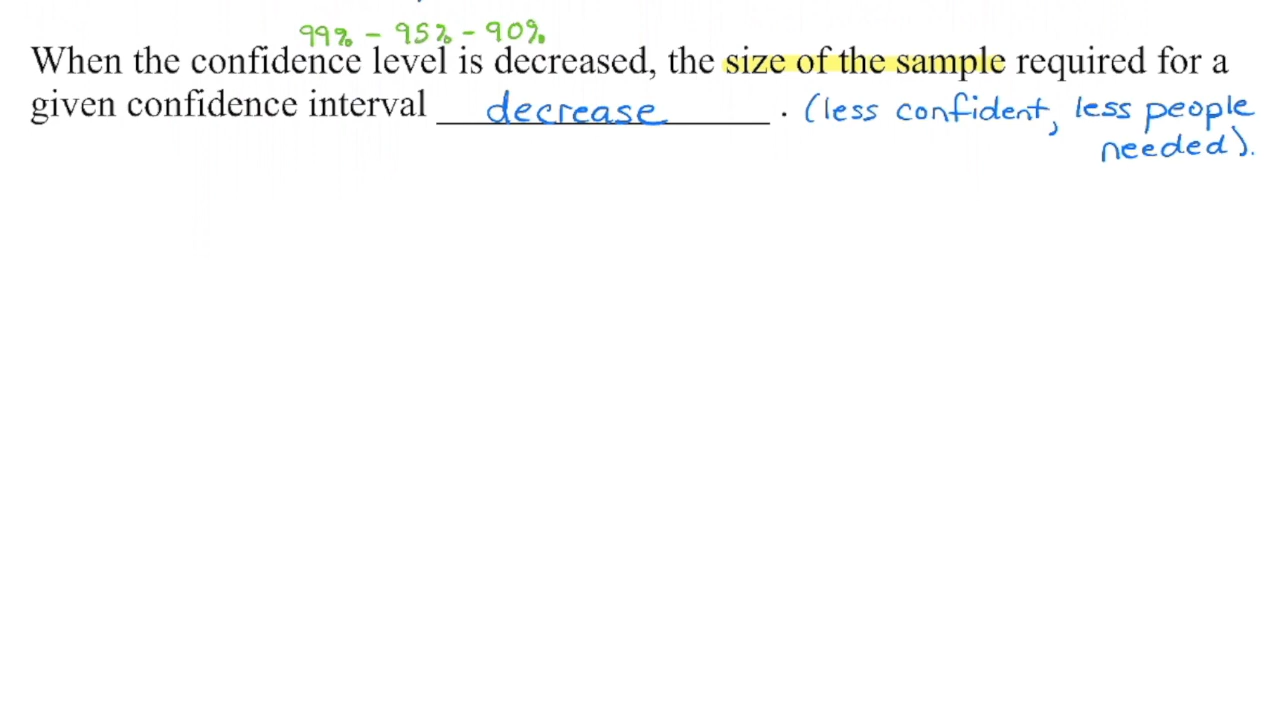 99% - 95% - 90%
When the confidence level is decreased, the size of the sample required for a
given confidence interval decrease. (less confident, less people
needed).